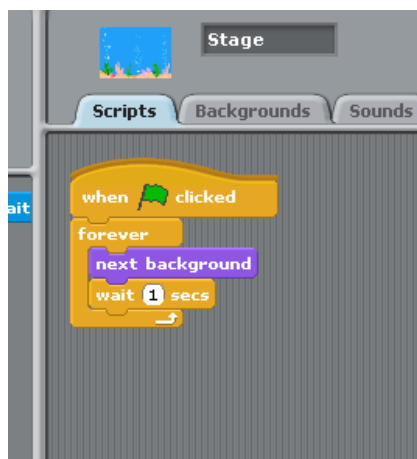 Stage
Scripts Backgrounds Sounds
ait
when clicked
forever
next background
wait 1 secs